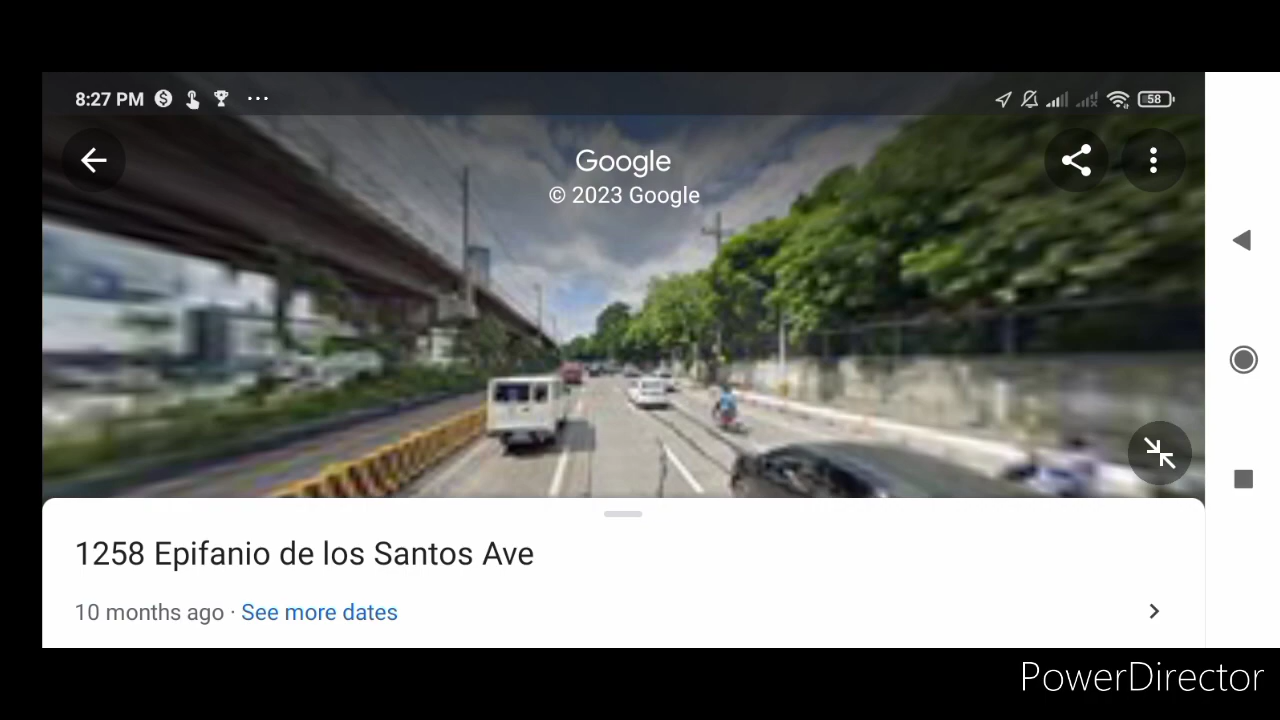 8:27 PM
58
Google
© 2023 Google
1258 Epifanio de los Santos Ave
10 months ago · See more dates
PowerDirector